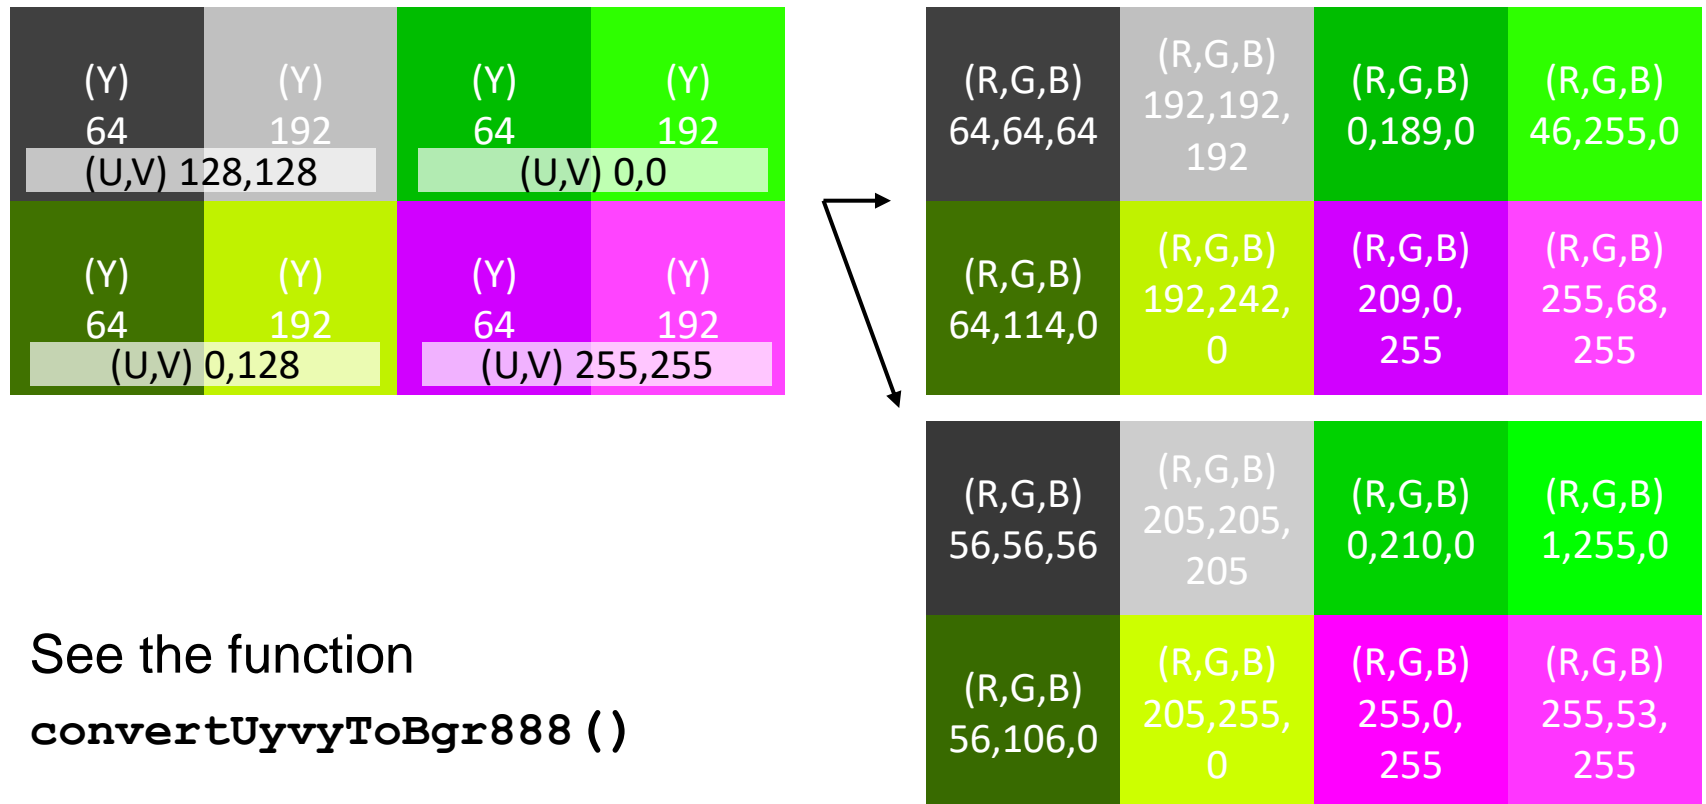 (Y)
64
(Y)
192
(U,V) 128,128
(Y)
64
(Y)
192
(U,V) 0,0
(Y)
64
(Y)
192
(U,V) 0,128
(Y)
64
(Y)
192
(U,V) 255,255
(R,G,B)
64,64,64
(R,G,B)
192,192,
192
(R,G,B)
0,189,0
(R,G,B)
46,255,0
(R,G,B)
64,114,0
(R,G,B)
192,242,
0
(R,G,B)
209,0,
255
(R,G,B)
255,68,
255
(R,G,B)
56,56,56
(R,G,B)
205,205,
205
(R,G,B)
0,210,0
(R,G,B)
1,255,0
(R,G,B)
56,106,0
(R,G,B)
205,255,
0
(R,G,B)
255,0,
255
(R,G,B)
255,53,
255
See the function
convertUyvyToBgr888()